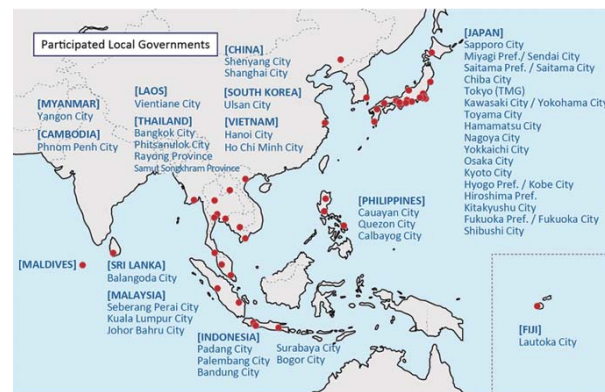 Participated Local Governments
[CHINA]
Shenyang City
Shanghai City
[LAOS]
Vientiane City
[SOUTH KOREA]
Ulsan City
[MYANMAR]
Yangon City
[CAMBODIA]
Phnom Penh City
[THAILAND]
Bangkok City
Phitsanulok City
Rayong Province
Samut Songkhram Province
[VIETNAM]
Hanoi City
Ho Chi Minh City
[JAPAN]
Sapporo City
Miyagi Pref./ Sendai City
Saitama Pref. / Saitama City
Chiba City
Tokyo (TMG)
Kawasaki City / Yokohama City
Toyama City
Hamamatsu City
Nagoya City
Yokkaichi City
Osaka City
Kyoto City
Hyogo Pref. / Kobe City
Hiroshima Pref.
Kitakyushu City
Fukuoka Pref. / Fukuoka City
Shibushi City
[PHILIPPINES]
Cauayan City
Quezon City
Calbayog City
[MALDIVES]
[SRI LANKA]
Balangoda City
[MALAYSIA]
Seberang Perai City
Kuala Lumpur City
Johor Bahru City
[INDONESIA]
Padang City
Palembang City
Bandung City
Surabaya City
Bogor City
[FIJI]
Lautoka City